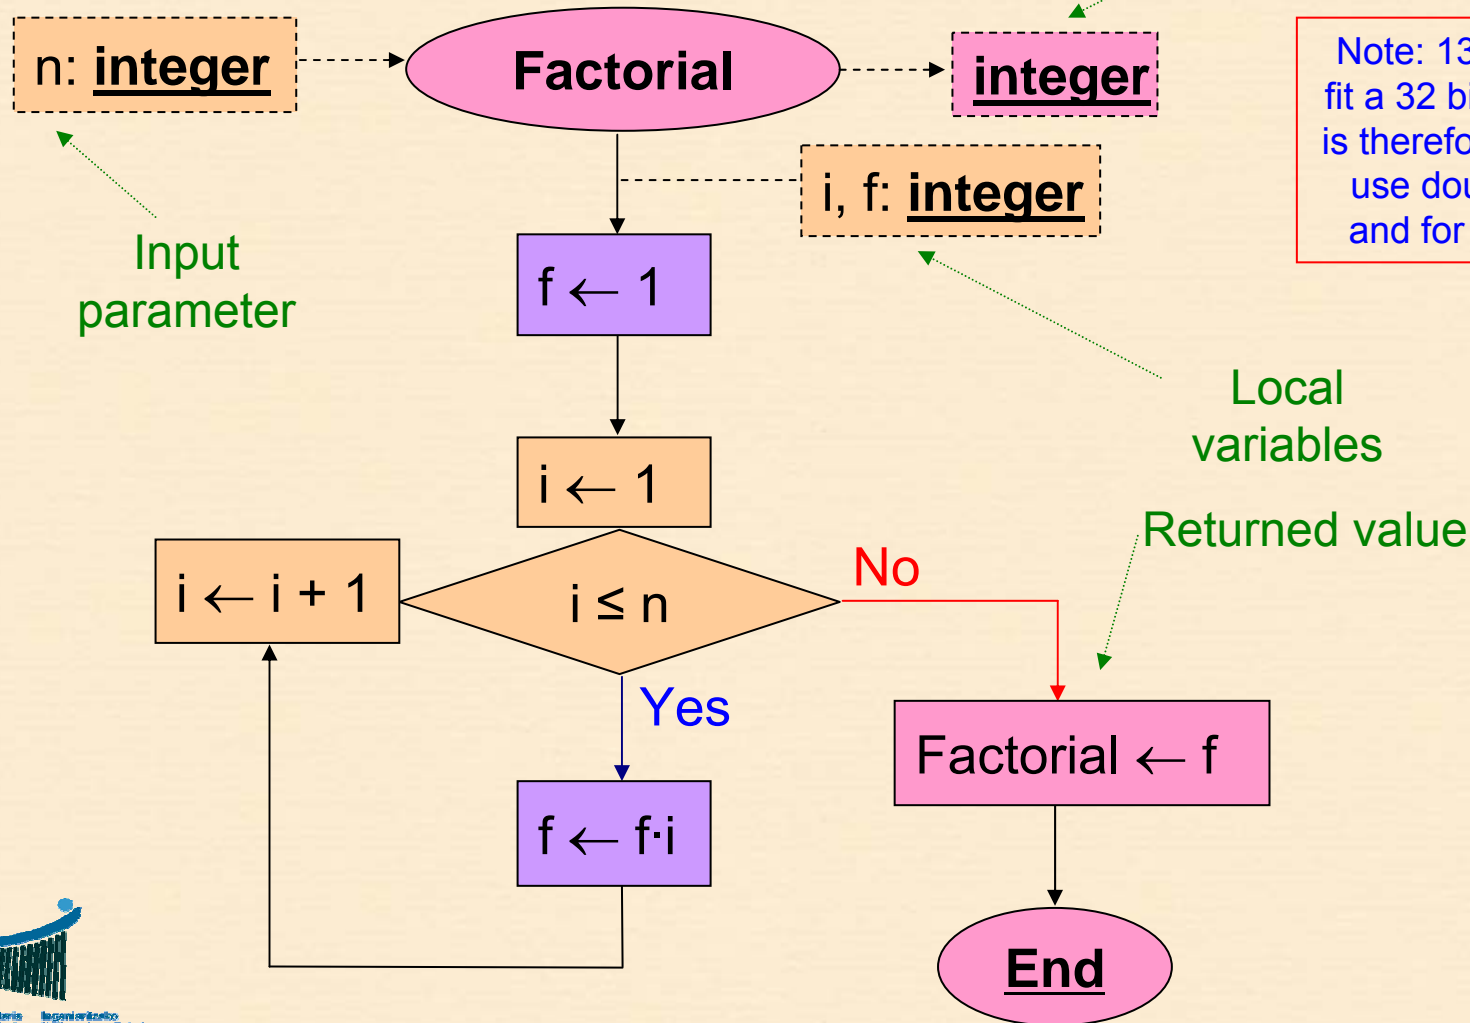 n: integer
Factorial
integer
Note: 13
fit a 32 bi
is therefo
use dou
and for
i, f: integer
Input
parameter
f ← 1
Local
variables
i ← 1
Returned value
i ← i + 1
i ≤ n
No
Yes
Factorial ← f
f ← f·i
End